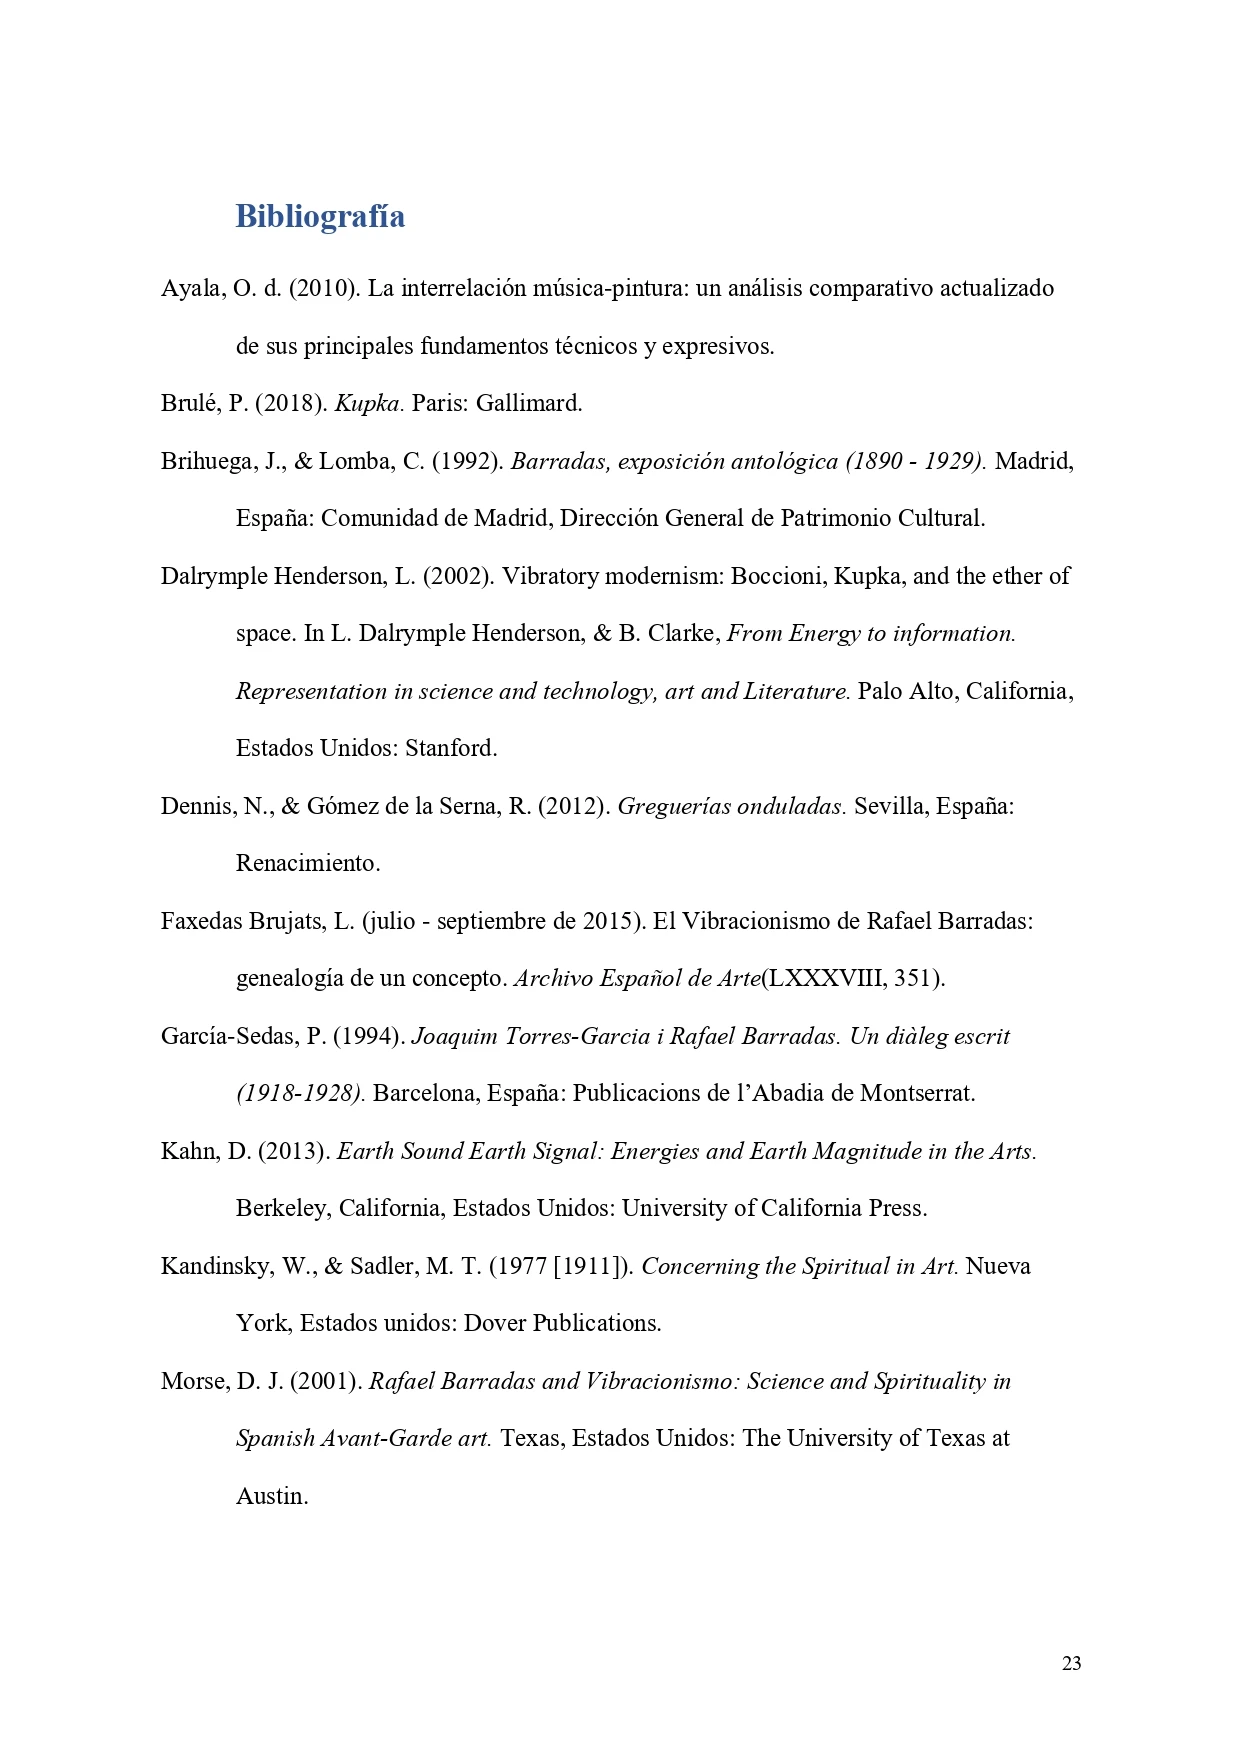 Bibliografía
Ayala, O. d. (2010). La interrelación música-pintura: un análisis comparativo actualizado
de sus principales fundamentos técnicos y expresivos.
Brulé, P. (2018). Kupka. Paris: Gallimard.
Brihuega, J., & Lomba, C. (1992). Barradas, exposición antológica (1890 - 1929). Madrid,
España: Comunidad de Madrid, Dirección General de Patrimonio Cultural.
Dalrymple Henderson, L. (2002). Vibratory modernism: Boccioni, Kupka, and the ether of
space. In L. Dalrymple Henderson, & B. Clarke, From Energy to information.
Representation in science and technology, art and Literature. Palo Alto, California,
Estados Unidos: Stanford.
Dennis, N., & Gómez de la Serna, R. (2012). Greguerías onduladas. Sevilla, España:
Renacimiento.
Faxedas Brujats, L. (julio - septiembre de 2015). El Vibracionismo de Rafael Barradas:
genealogía de un concepto. Archivo Español de Arte(LXXXVIII, 351).
García-Sedas, P. (1994). Joaquim Torres-Garcia i Rafael Barradas. Un diàleg escrit
(1918-1928). Barcelona, España: Publicacions de l’Abadia de Montserrat.
Kahn, D. (2013). Earth Sound Earth Signal: Energies and Earth Magnitude in the Arts.
Berkeley, California, Estados Unidos: University of California Press.
Kandinsky, W., & Sadler, M. T. (1977 [1911]). Concerning the Spiritual in Art. Nueva
York, Estados unidos: Dover Publications.
Morse, D. J. (2001). Rafael Barradas and Vibracionismo: Science and Spirituality in
Spanish Avant-Garde art. Texas, Estados Unidos: The University of Texas at
Austin.
23